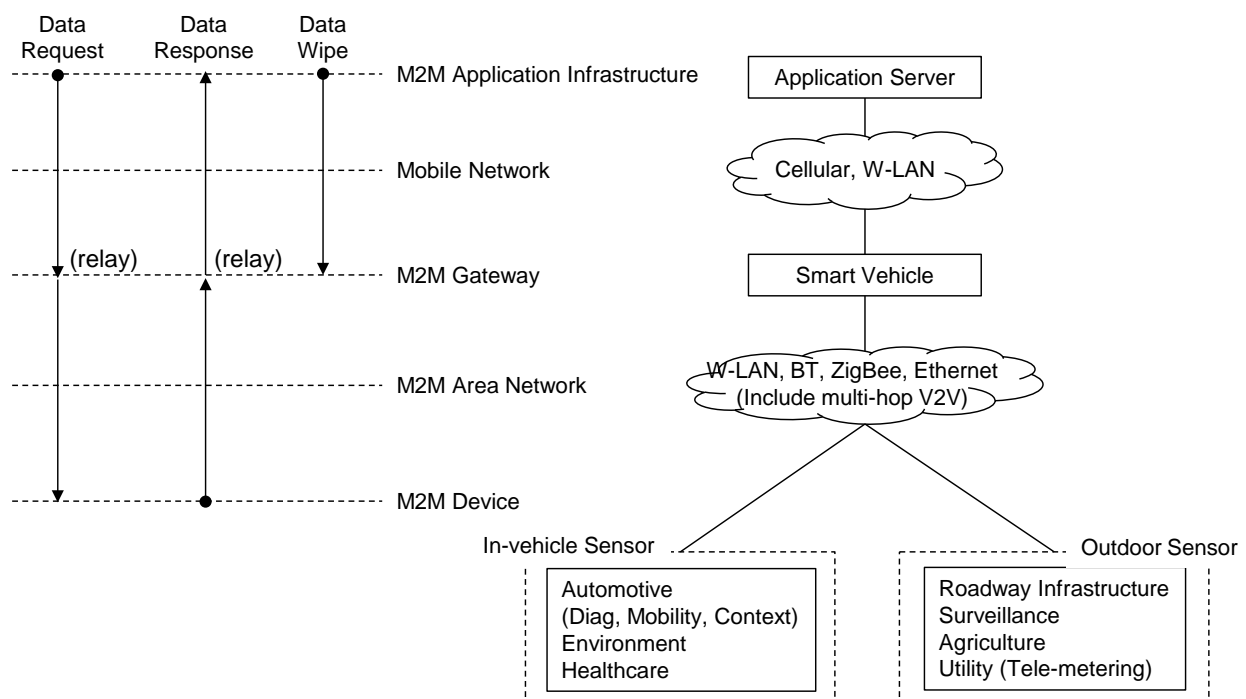 Data Request
Data Response
Data Wipe
M2M Application Infrastructure
Mobile Network
(relay)
(relay)
M2M Gateway
M2M Area Network
M2M Device
Application Server
Cellular, W-LAN
Smart Vehicle
W-LAN, BT, ZigBee, Ethernet
(Include multi-hop V2V)
In-vehicle Sensor
Automotive
(Diag, Mobility, Context)
Environment
Healthcare
Outdoor Sensor
Roadway Infrastructure
Surveillance
Agriculture
Utility (Tele-metering)